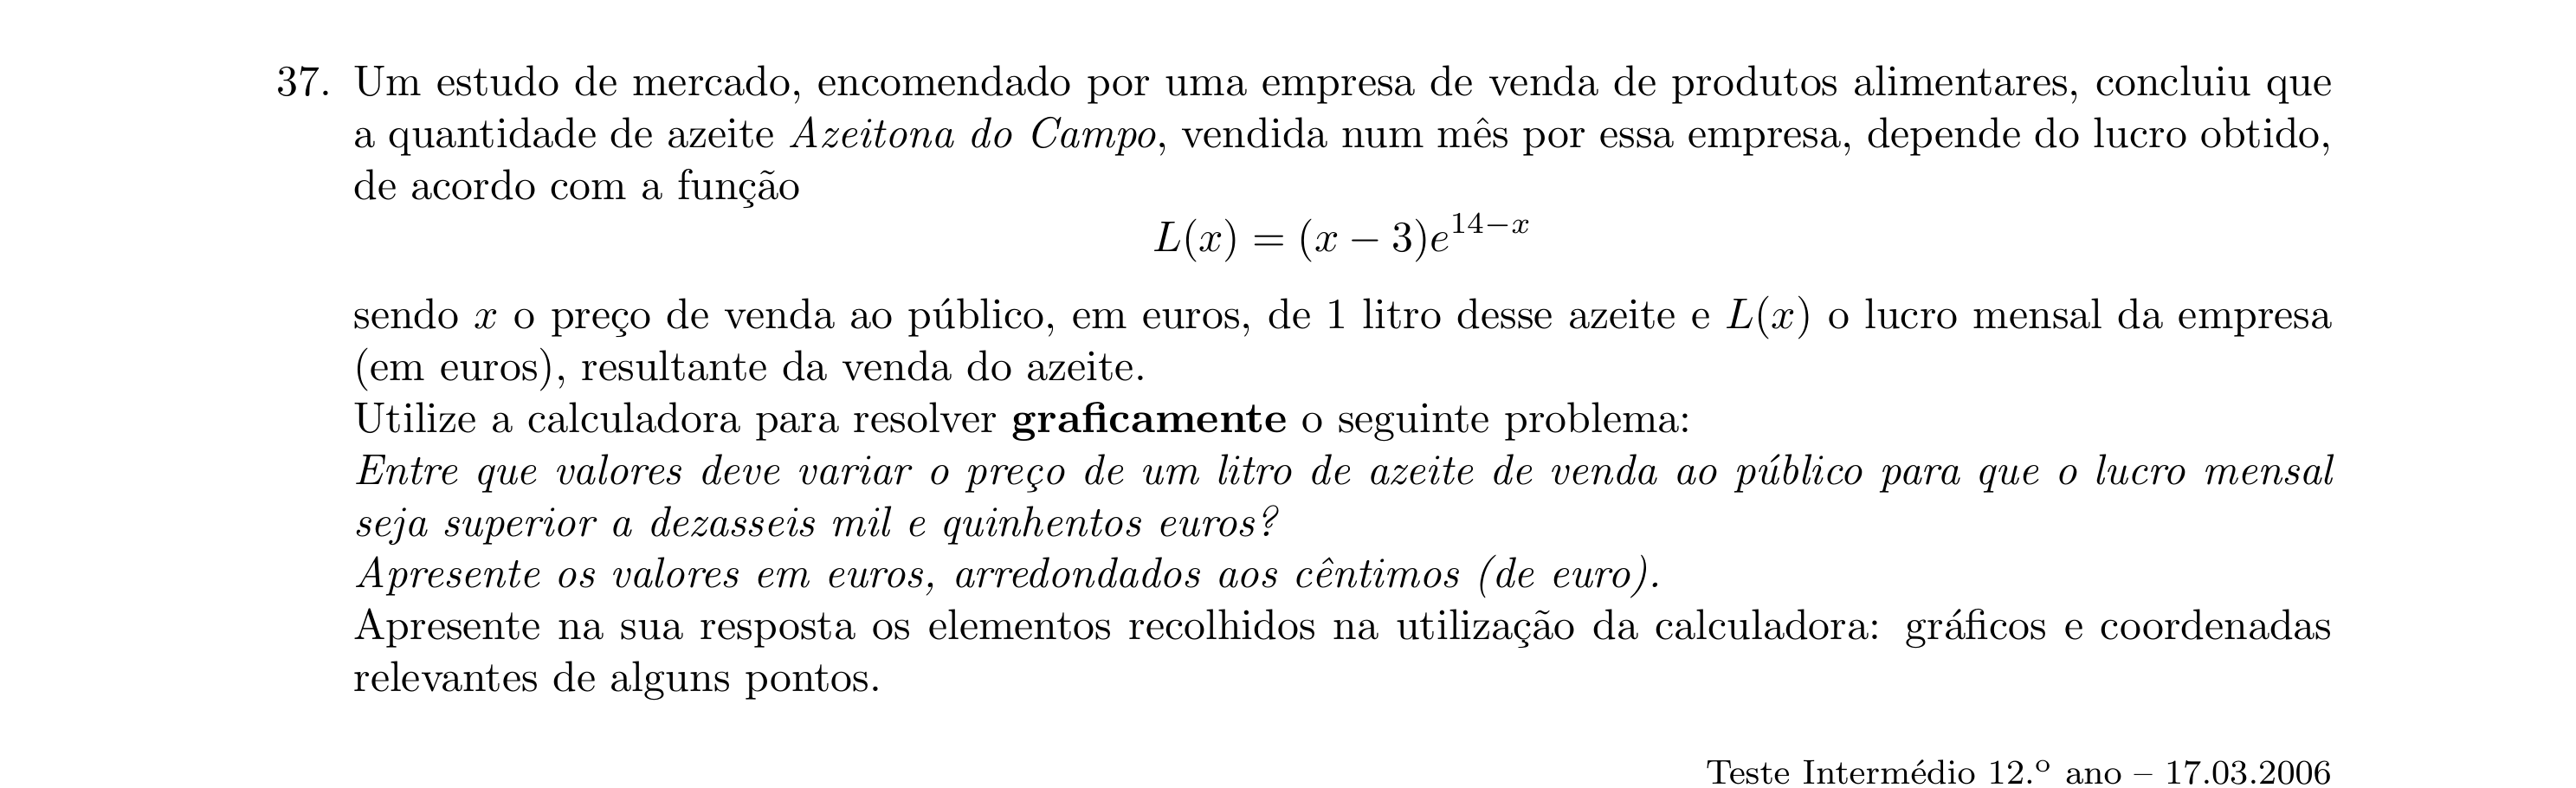 37. Um estudo de mercado, encomendado por uma empresa de venda de produtos alimentares, concluiu que
a quantidade de azeite Azeitona do Campo, vendida num mês por essa empresa, depende do lucro obtido,
de acordo com a função
L(x) = (x − 3)e^{14−x}
sendo x o preço de venda ao público, em euros, de 1 litro desse azeite e L(x) o lucro mensal da empresa
(em euros), resultante da venda do azeite.
Utilize a calculadora para resolver graficamente o seguinte problema:
Entre que valores deve variar o preço de um litro de azeite de venda ao público para que o lucro mensal
seja superior a dezasseis mil e quinhentos euros?
Apresente os valores em euros, arredondados aos cêntimos (de euro).
Apresente na sua resposta os elementos recolhidos na utilização da calculadora: gráficos e coordenadas
relevantes de alguns pontos.
Teste Intermédio 12.º ano – 17.03.2006